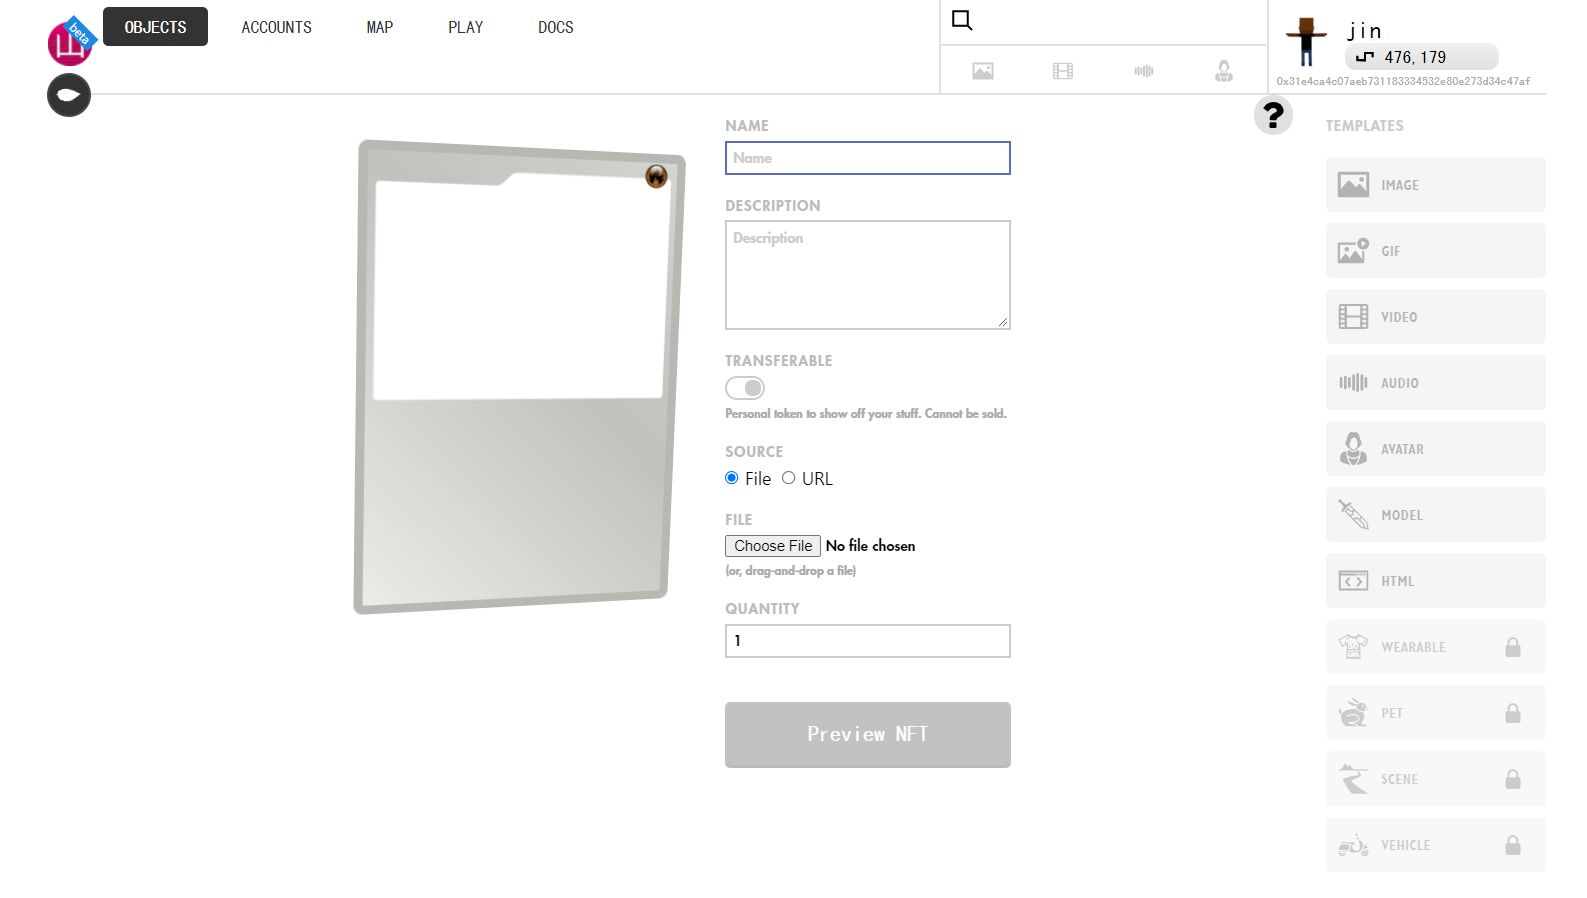 beta
OBJECTS
ACCOUNTS
MAP
PLAY
DOCS
jin
476, 179
0x31e4ca4c07aeb731183334532e80e273d34c47af
?
NAME
Name
DESCRIPTION
Description
TRANSFERABLE
Personal token to show off your stuff. Cannot be sold.
SOURCE
File
URL
FILE
Choose File No file chosen
(or, drag-and-drop a file)
QUANTITY
1
Preview NFT
TEMPLATES
IMAGE
GIF
VIDEO
AUDIO
AVATAR
MODEL
HTML
WEARABLE
PET
SCENE
VEHICLE